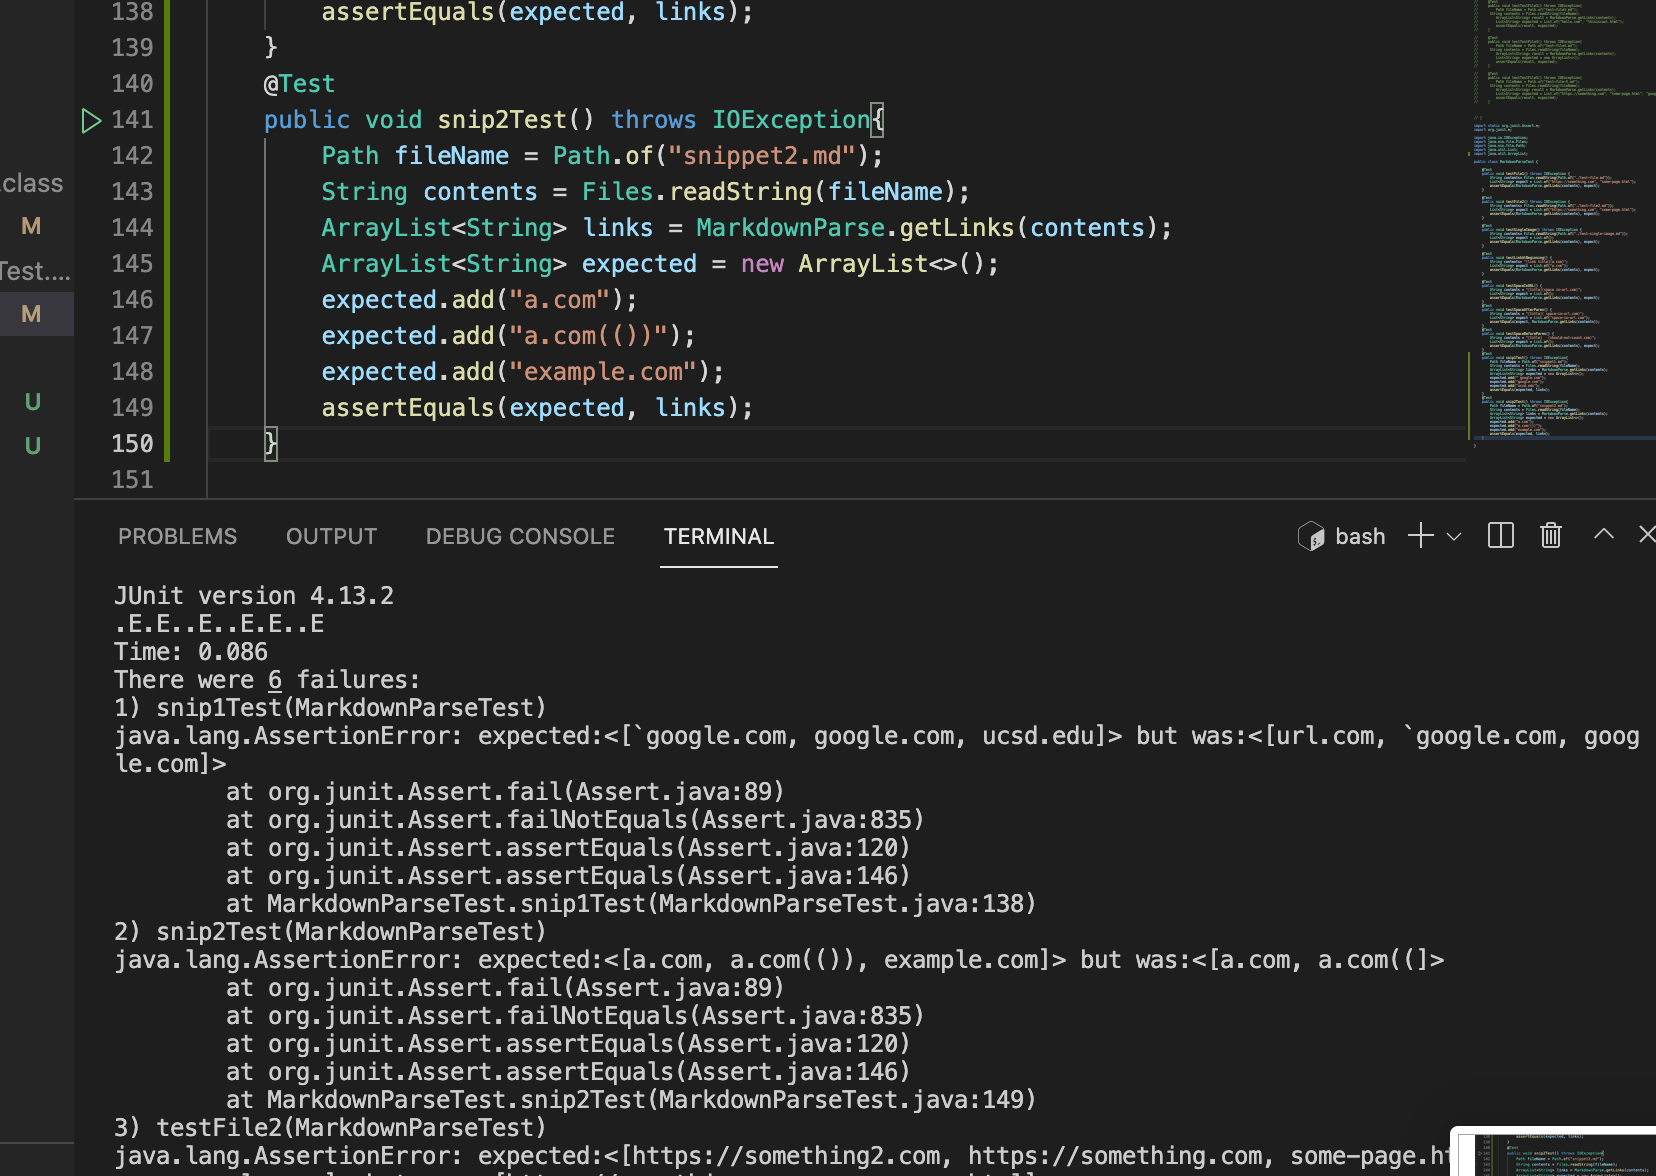 138 assertEquals(expected, links);
139 }
140 @Test
141 public void snip2Test() throws IOException{
142 Path fileName = Path.of("snippet2.md");
143 String contents = Files.readString(fileName);
144 ArrayList<String> links = MarkdownParse.getLinks(contents);
145 ArrayList<String> expected = new ArrayList<>();
146 expected.add("a.com");
147 expected.add("a.com(())");
148 expected.add("example.com");
149 assertEquals(expected, links);
150 }
151
.class
M
Test....
M
U
U
PROBLEMS OUTPUT DEBUG CONSOLE TERMINAL bash
JUnit version 4.13.2
.E.E..E..E.E..E
Time: 0.086
There were 6 failures:
1) snip1Test(MarkdownParseTest)
java.lang.AssertionError: expected:<[`google.com, google.com, ucsd.edu]> but was:<[url.com, `google.com, goog
le.com]>
at org.junit.Assert.fail(Assert.java:89)
at org.junit.Assert.failNotEquals(Assert.java:835)
at org.junit.Assert.assertEquals(Assert.java:120)
at org.junit.Assert.assertEquals(Assert.java:146)
at MarkdownParseTest.snip1Test(MarkdownParseTest.java:138)
2) snip2Test(MarkdownParseTest)
java.lang.AssertionError: expected:<[a.com, a.com(()), example.com]> but was:<[a.com, a.com((]>
at org.junit.Assert.fail(Assert.java:89)
at org.junit.Assert.failNotEquals(Assert.java:835)
at org.junit.Assert.assertEquals(Assert.java:120)
at org.junit.Assert.assertEquals(Assert.java:146)
at MarkdownParseTest.snip2Test(MarkdownParseTest.java:149)
3) testFile2(MarkdownParseTest)
java.lang.AssertionError: expected:<[https://something2.com, https://something.com, some-page.ht